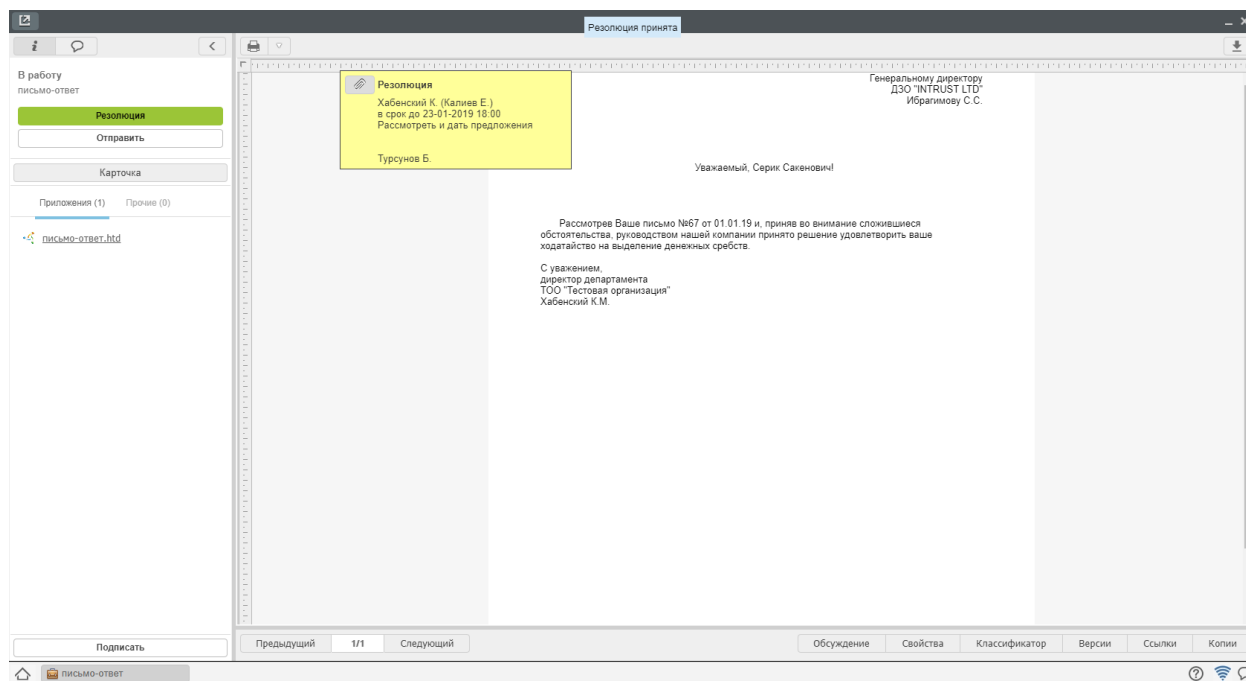 Резолюция принята
В работу
письмо-ответ
Резолюция
Отправить
Карточка
Приложения (1) Прочие (0)
письмо-ответ.htd
Подписать
Резолюция
Хабенский К. (Калиев Е.)
в срок до 23-01-2019 18:00
Рассмотреть и дать предложения
Турсунов Б.
Генеральному директору
ДЗО "INTRUST LTD"
Ибрагимову С.С.
Уважаемый, Серик Сакенович!
Рассмотрев Ваше письмо №67 от 01.01.19 и, приняв во внимание сложившиеся
обстоятельства, руководством нашей компании принято решение удовлетворить ваше
ходатайство на выделение денежных сребств.
С уважением,
директор департамента
ТОО "Тестовая организация"
Хабенский К.М.
Предыдущий 1/1 Следующий Обсуждение Свойства Классификатор Версии Ссылки Копии
письмо-ответ